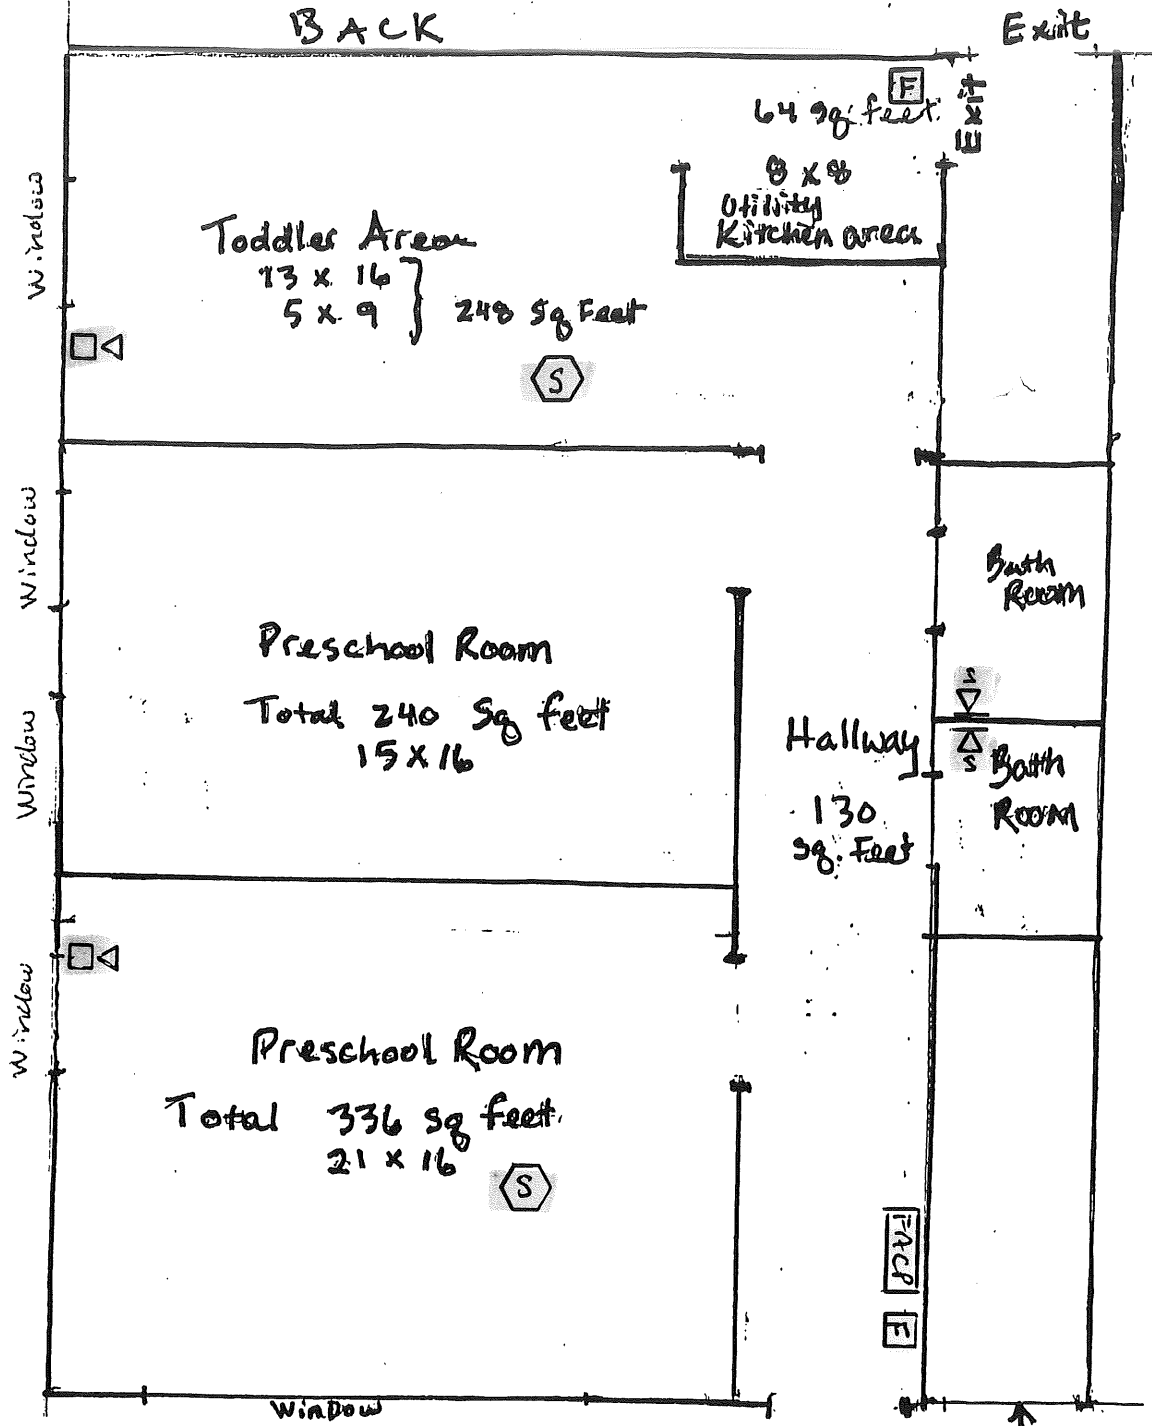 BACK
Exit
F
64 sq. feet
Exit
8 x 8
Utility
Kitchen area
Window
Toddler Area
13 x 16
5 x 9
248 Sq Feet
S
Window
Bath
Room
Preschool Room
Total 240 Sq feet
15 x 16
S
S
Window
Hallway
130
Sq. Feet
Bath
Room
Window
Preschool Room
Total 336 sq feet
21 x 16
S
FACP
F
Window